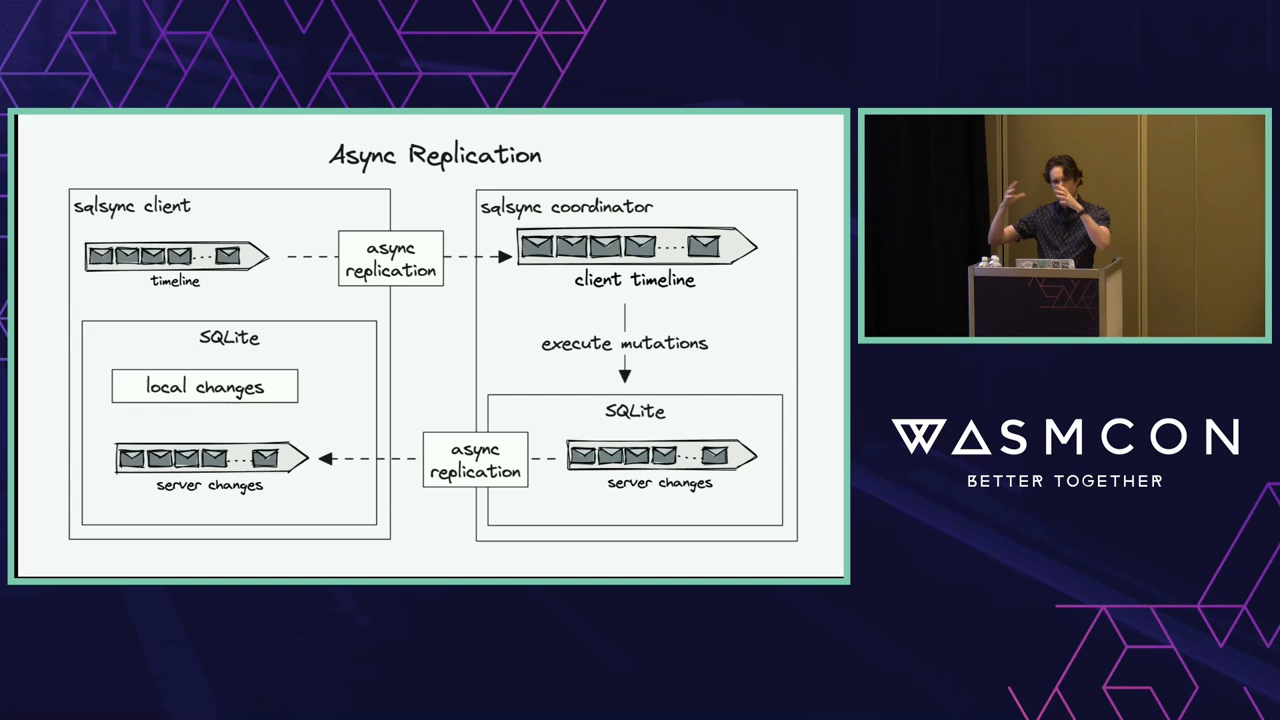 Async Replication
sqlsync client
timeline
async
replication
sqlsync coordinator
client timeline
execute mutations
SQLite
local changes
server changes
async
replication
SQLite
server changes
WASMCON
BETTER TOGETHER